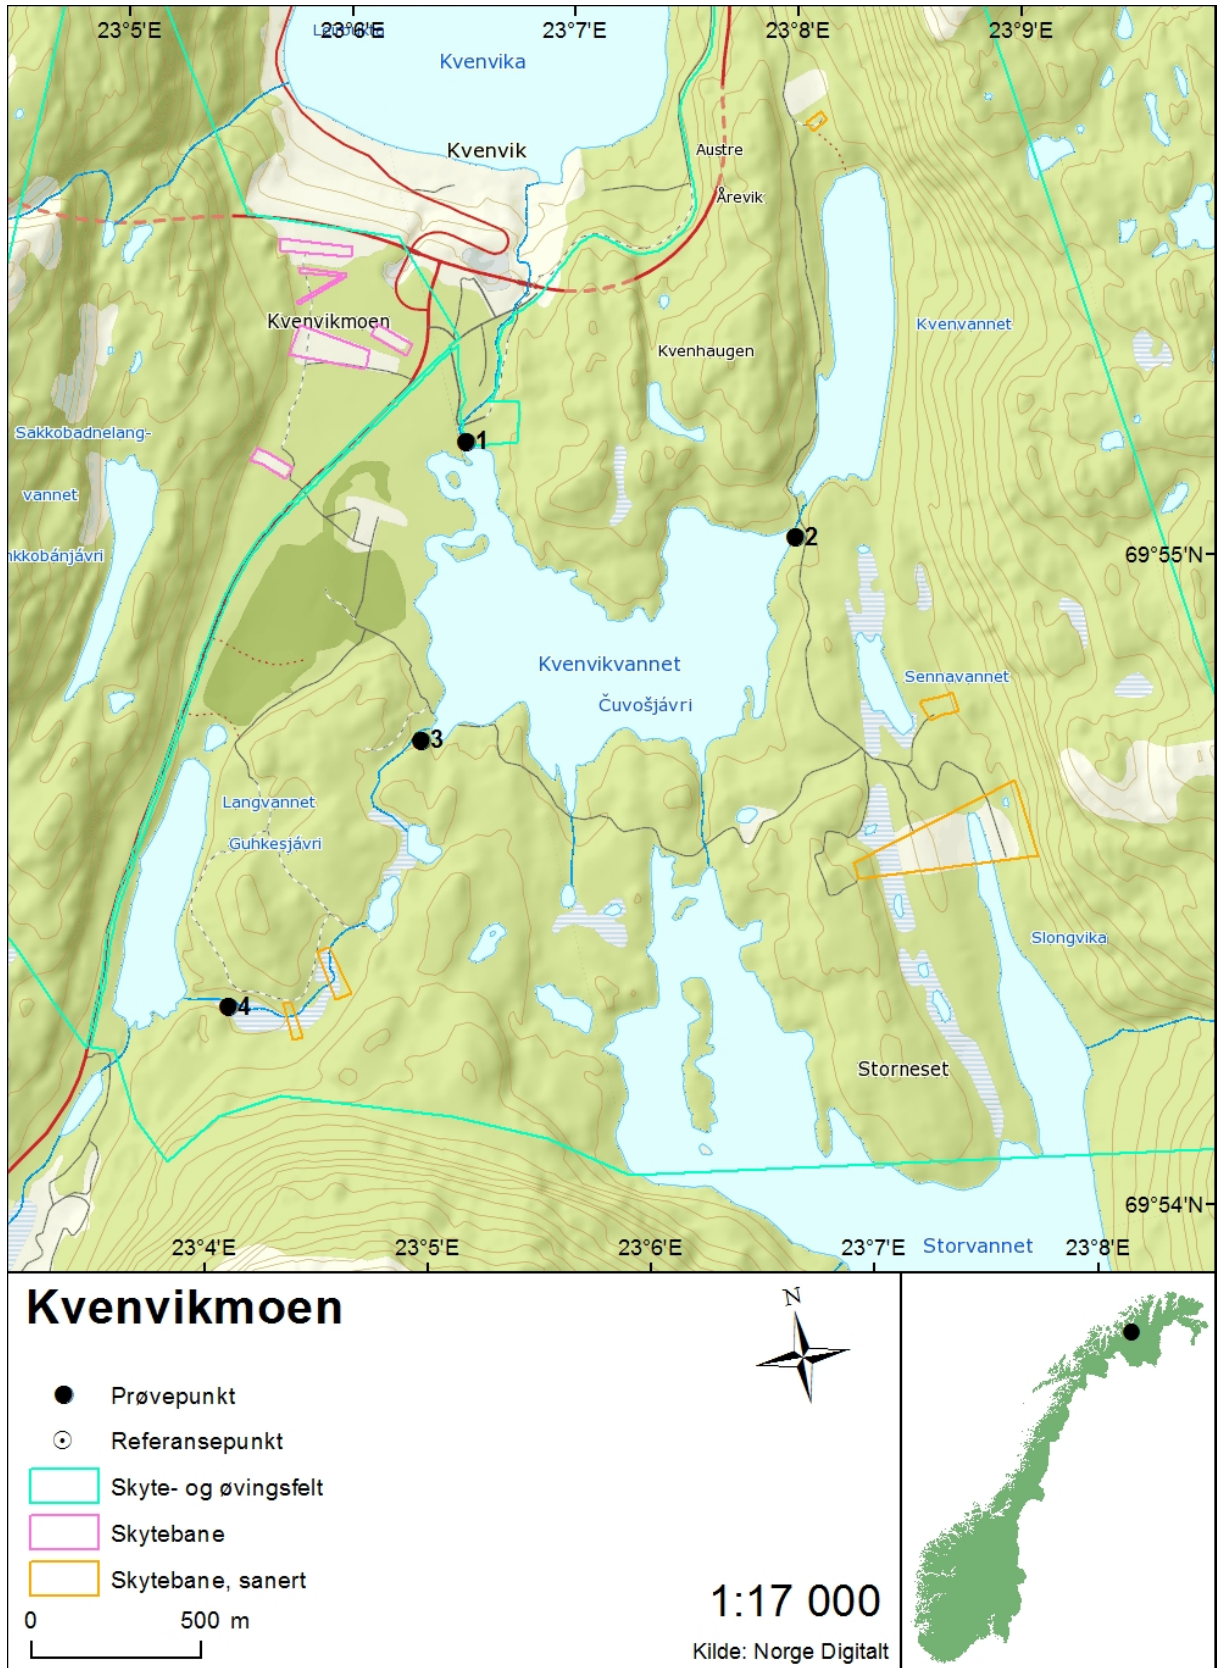 23°5'E
23°6'E
23°7'E
23°8'E
23°9'E
Kvenvika
Kvenvik
Austre
Årevik
Kvenvikmoen
Kvenhaugen
Kvenvannet
Sakkobadnelang-
vannet
1
2
69°55'N
Kvenvikvannet
Čuvošjávri
Sennavannet
3
Langvannet
Guhkesjávri
Slongvika
4
Storneset
69°54'N
23°4'E
23°5'E
23°6'E
23°7'E
23°8'E
Storvannet
Kvenvikmoen
N
Prøvepunkt
Referansepunkt
Skyte- og øvingsfelt
Skytebane
Skytebane, sanert
0 500 m
1:17 000
Kilde: Norge Digitalt